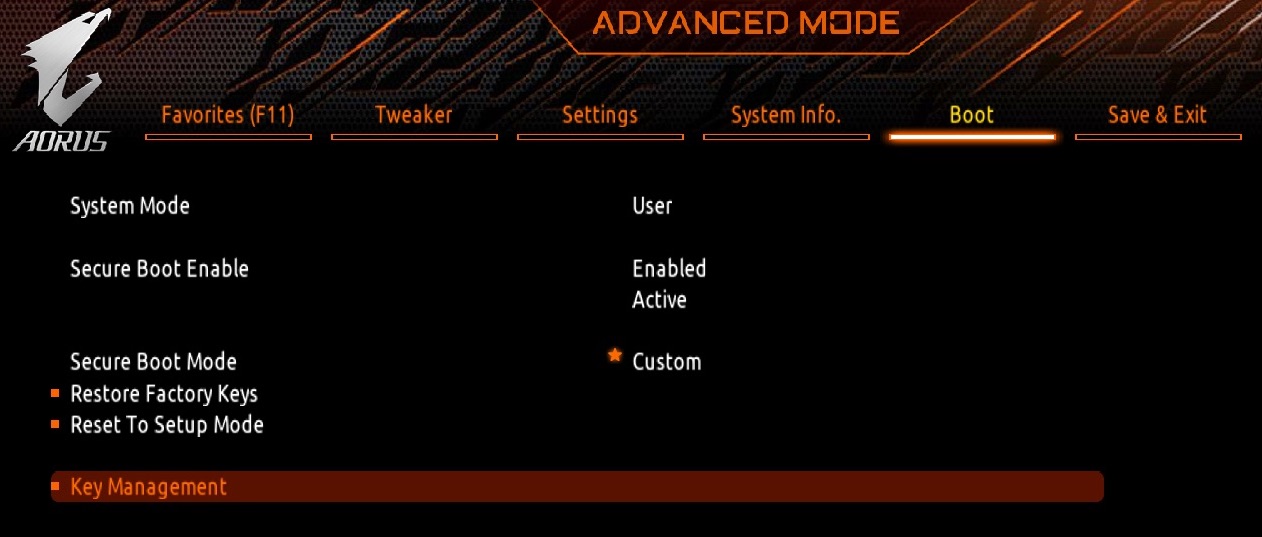 ADVANCED MODE
AORUS
Favorites (F11) Tweaker Settings System Info. Boot Save & Exit
System Mode User
Secure Boot Enable Enabled
Active
Secure Boot Mode Custom
Restore Factory Keys
Reset To Setup Mode
Key Management